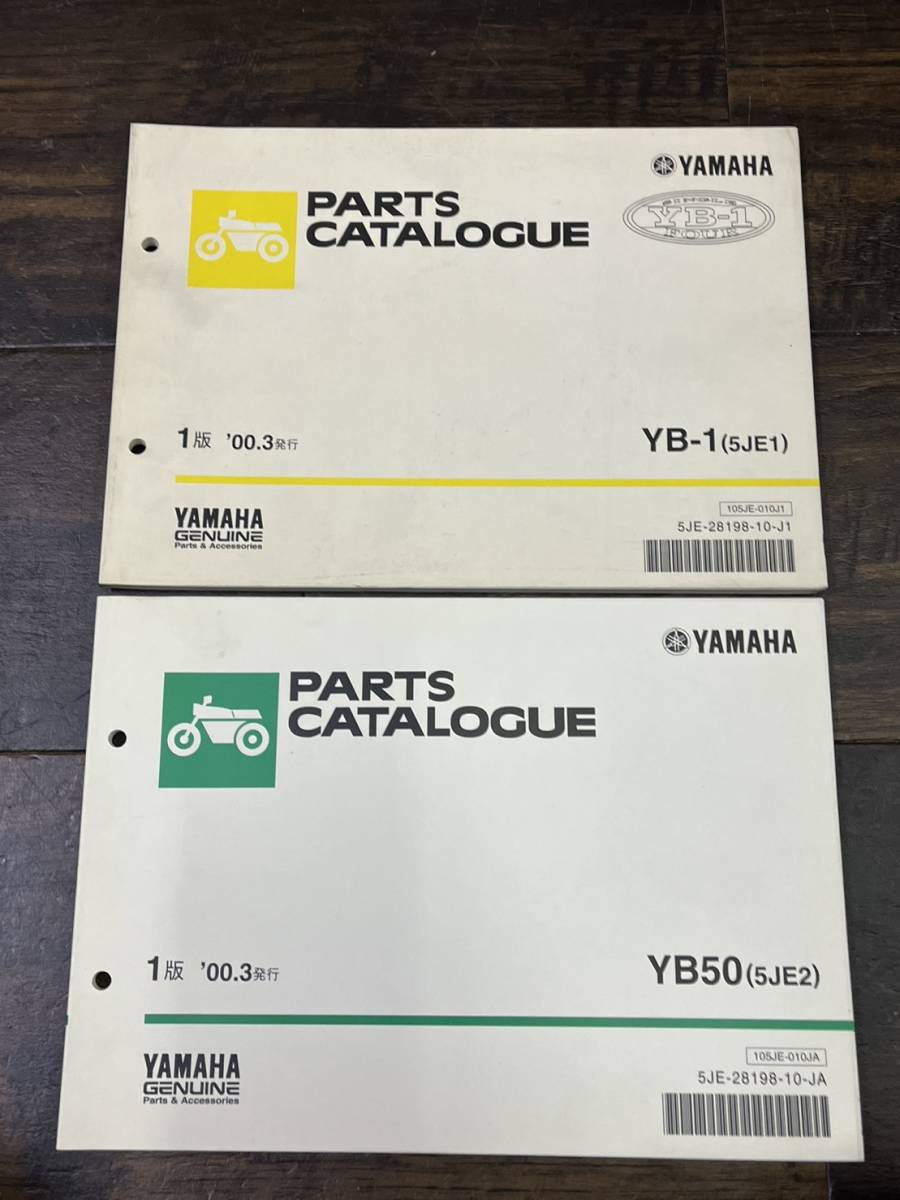 YAMAHA
PARTS
CATALOGUE
SINGLE
YB-1
FOUR
1版 '00.3発行
YB-1(5JE1)
105JE-010J1
5JE-28198-10-J1
YAMAHA
GENUINE
Parts & Accessories
YAMAHA
PARTS
CATALOGUE
1版 '00.3発行
YB50(5JE2)
105JE-010JA
5JE-28198-10-JA
YAMAHA
GENUINE
Parts & Accessories